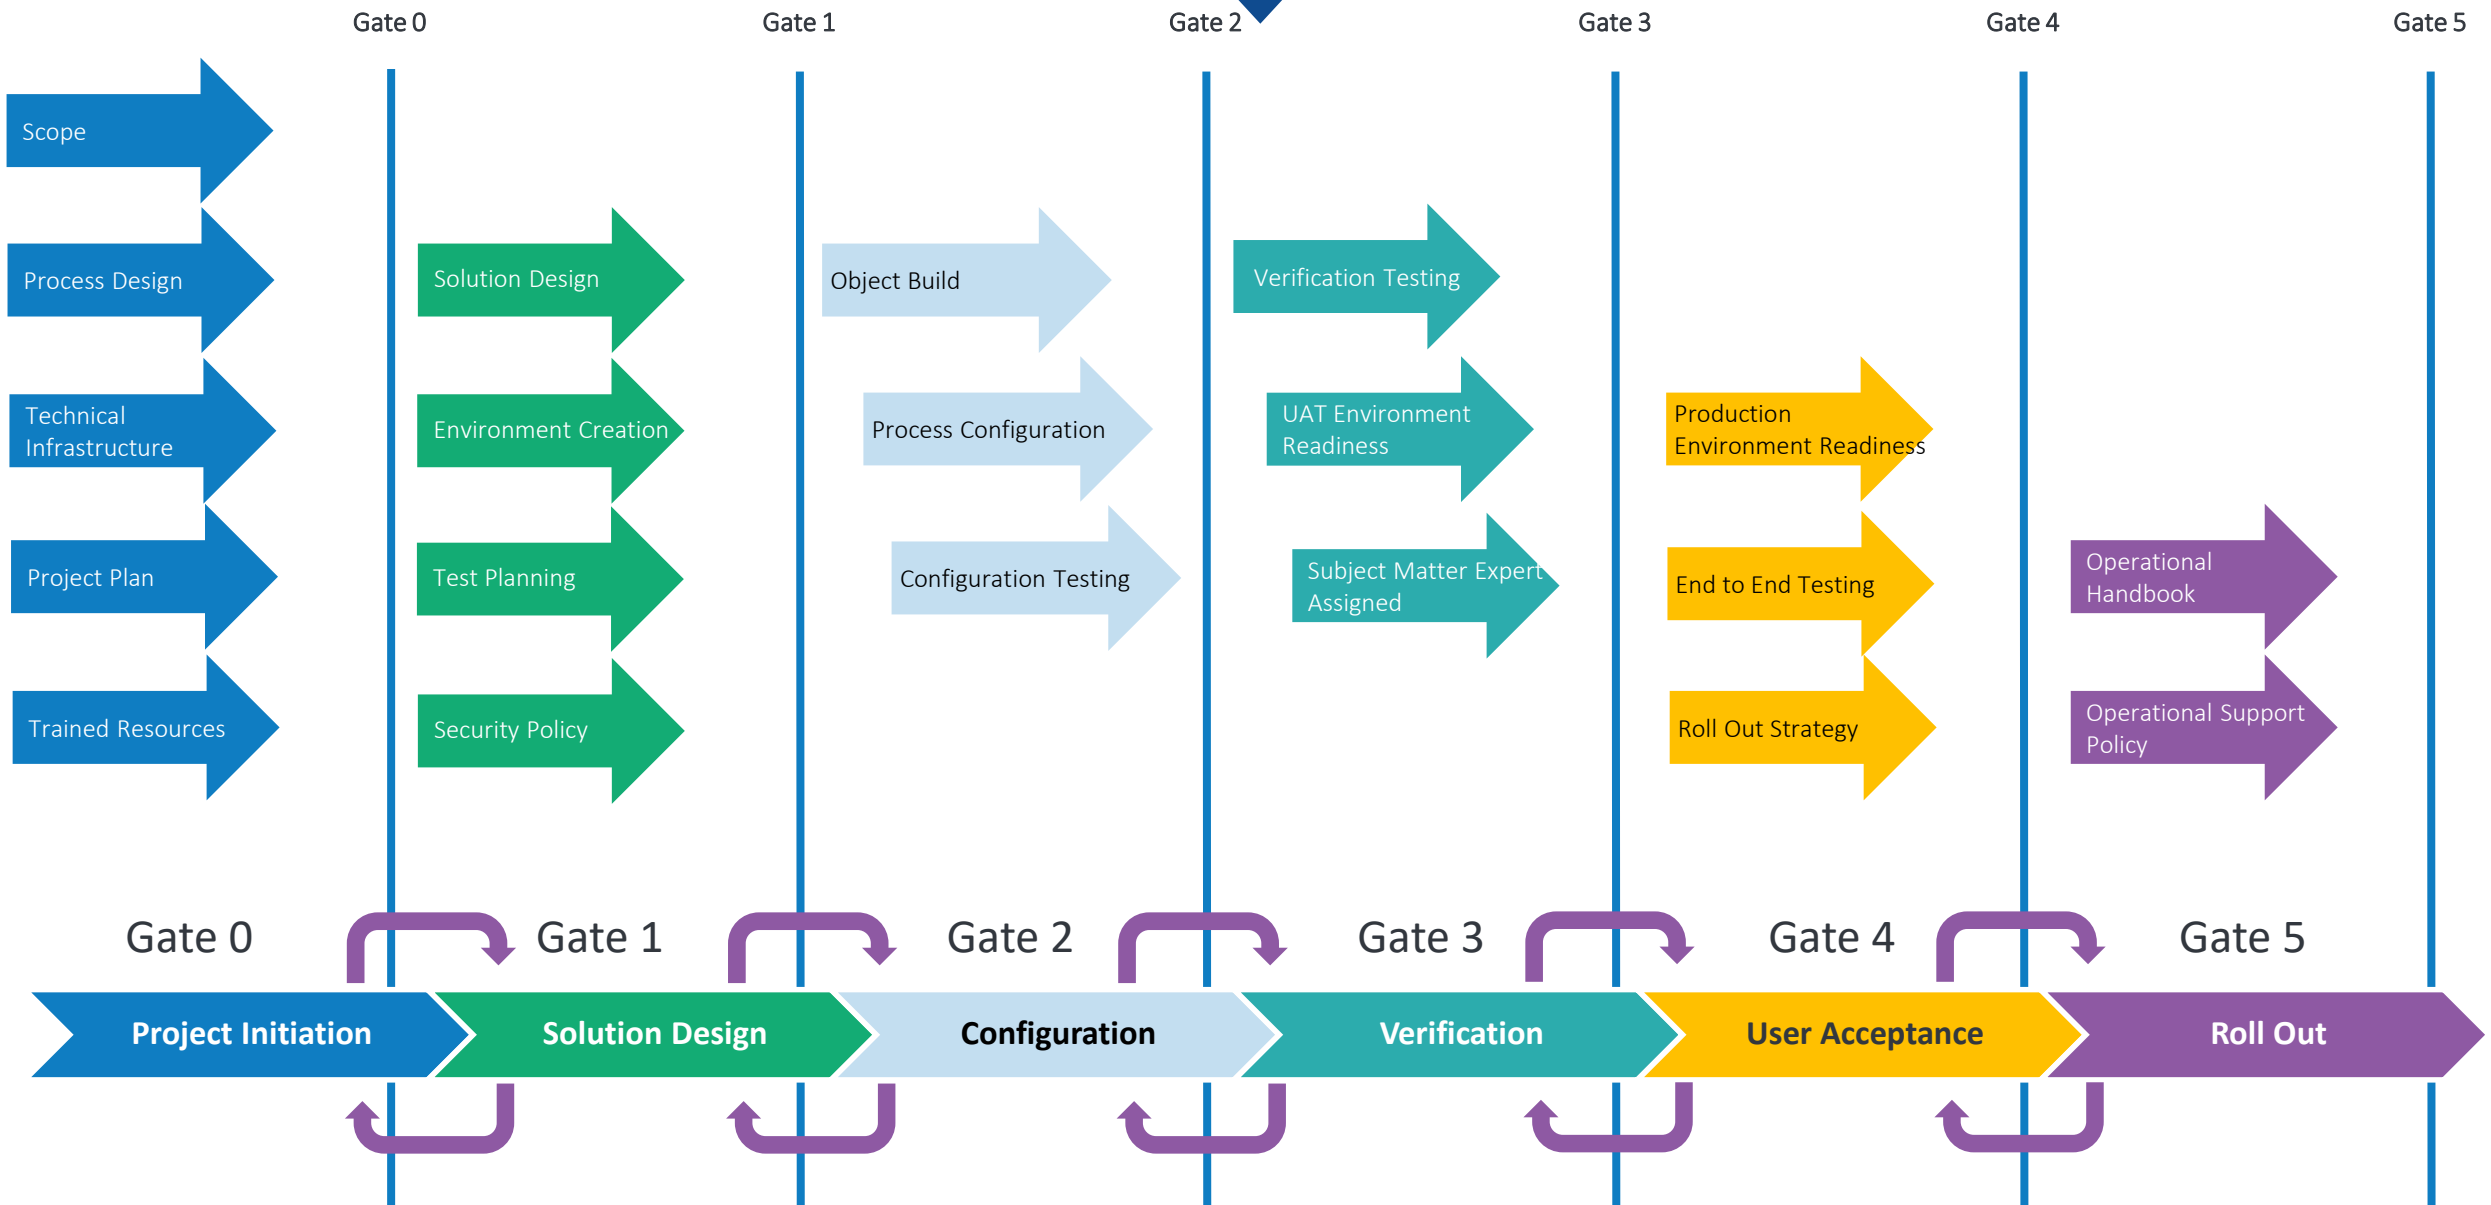 Gate 0
Gate 1
Gate 2
Gate 3
Gate 4
Gate 5
Scope
Process Design
Technical
Infrastructure
Project Plan
Trained Resources
Solution Design
Environment Creation
Test Planning
Security Policy
Object Build
Process Configuration
Configuration Testing
Verification Testing
UAT Environment
Readiness
Subject Matter Expert
Assigned
Production
Environment Readiness
End to End Testing
Roll Out Strategy
Operational
Handbook
Operational Support
Policy
Gate 0
Gate 1
Gate 2
Gate 3
Gate 4
Gate 5
Project Initiation
Solution Design
Configuration
Verification
User Acceptance
Roll Out